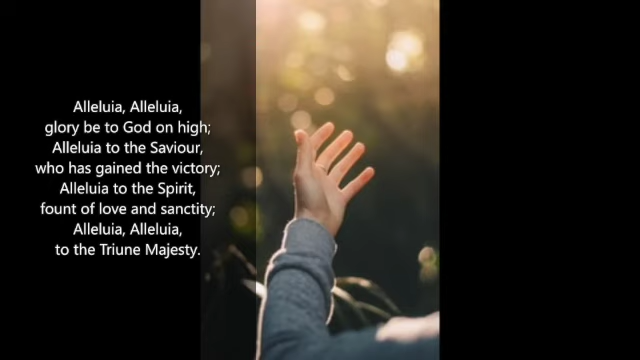 Alleluia, Alleluia,
glory be to God on high;
Alleluia to the Saviour,
who has gained the victory;
Alleluia to the Spirit,
fount of love and sanctity;
Alleluia, Alleluia,
to the Triune Majesty.